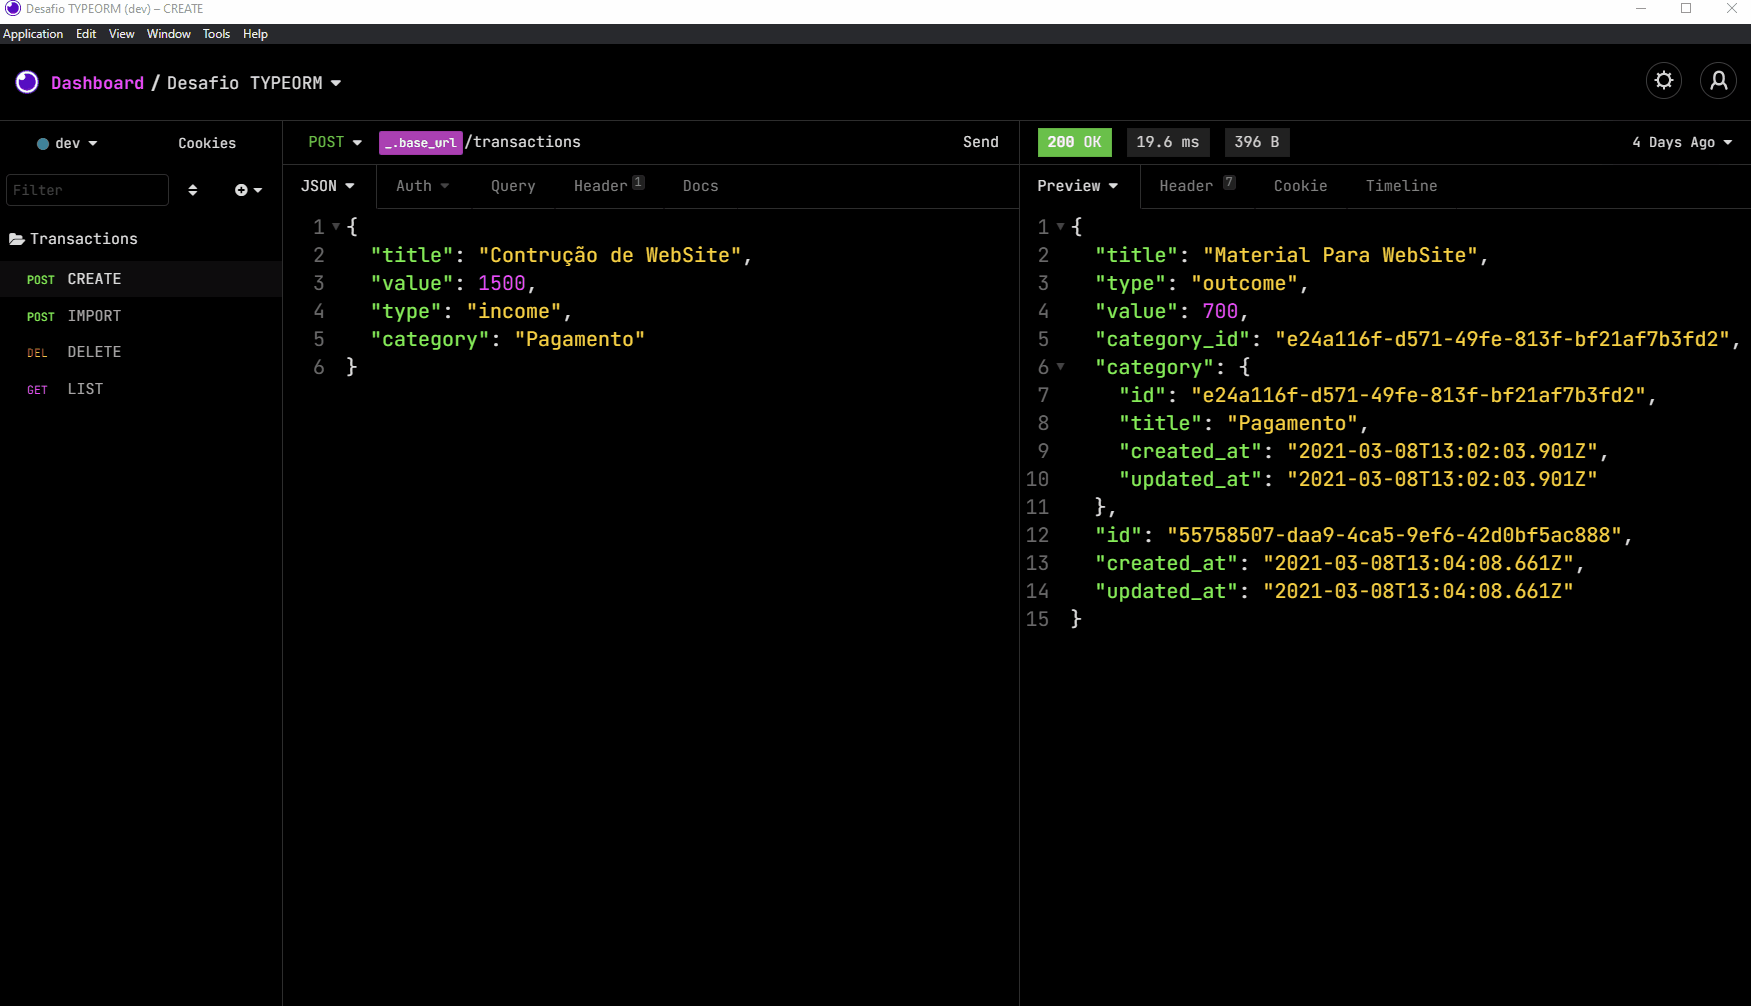 Desafio TYPEORM (dev) – CREATE
Application Edit View Window Tools Help
Dashboard / Desafio TYPEORM
dev Cookies
Filter
Transactions
POST CREATE
POST IMPORT
DEL DELETE
GET LIST
POST _.base_url/transactions Send
JSON Auth Query Header 1 Docs
1 {
2 "title": "Contrução de WebSite",
3 "value": 1500,
4 "type": "income",
5 "category": "Pagamento"
6 }
200 OK 19.6 ms 396 B 4 Days Ago
Preview Header 7 Cookie Timeline
1 {
2 "title": "Material Para WebSite",
3 "type": "outcome",
4 "value": 700,
5 "category_id": "e24a116f-d571-49fe-813f-bf21af7b3fd2",
6 "category": {
7 "id": "e24a116f-d571-49fe-813f-bf21af7b3fd2",
8 "title": "Pagamento",
9 "created_at": "2021-03-08T13:02:03.901Z",
10 "updated_at": "2021-03-08T13:02:03.901Z"
11 },
12 "id": "55758507-daa9-4ca5-9ef6-42d0bf5ac888",
13 "created_at": "2021-03-08T13:04:08.661Z",
14 "updated_at": "2021-03-08T13:04:08.661Z"
15 }